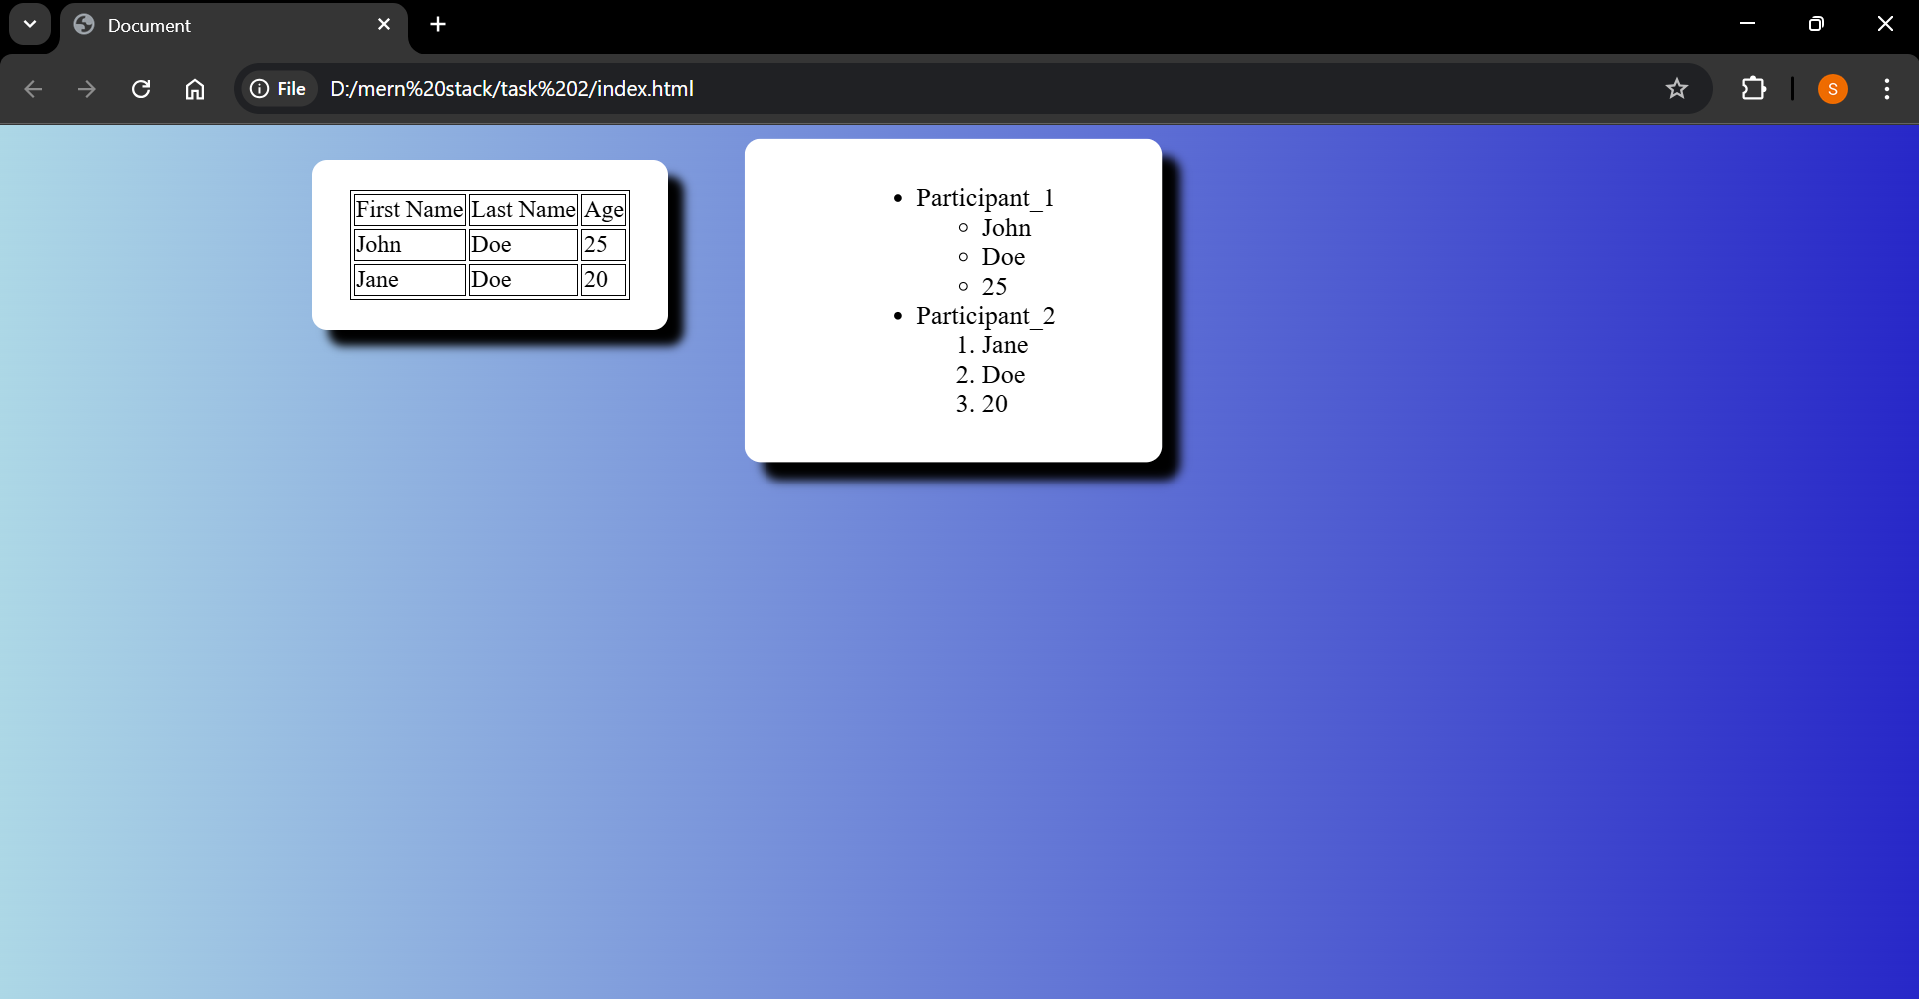 Document
File D:/mern%20stack/task%202/index.html
S
First Name Last Name Age
John Doe 25
Jane Doe 20
• Participant_1
○ John
○ Doe
○ 25
• Participant_2
1. Jane
2. Doe
3. 20